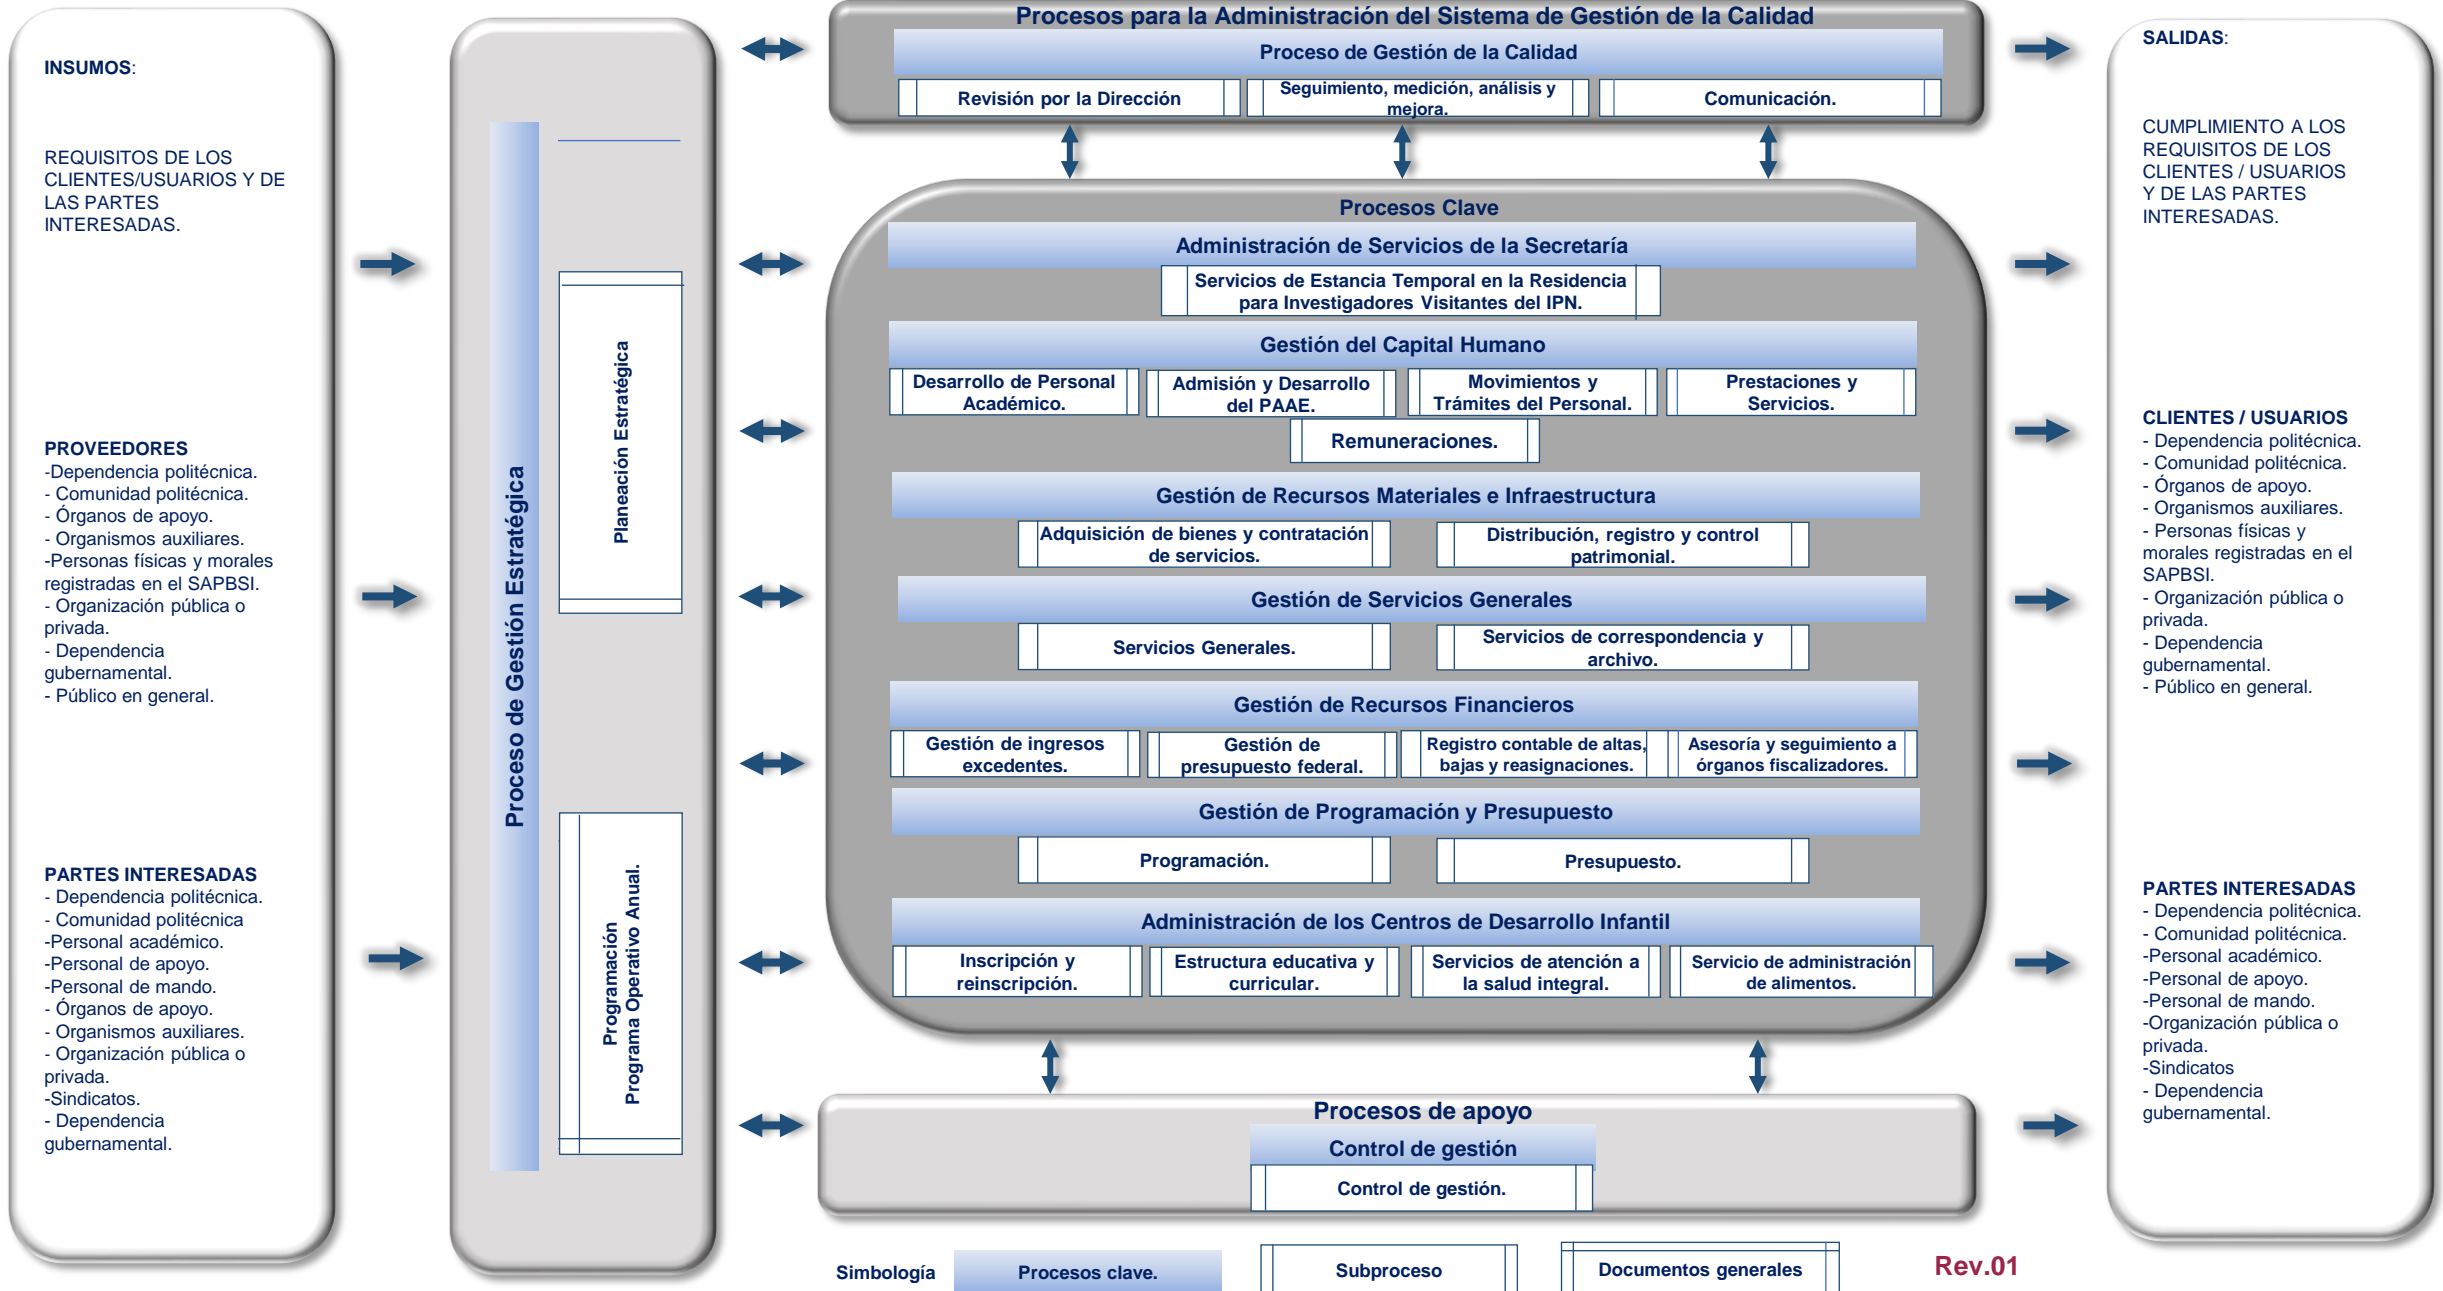 INSUMOS:
REQUISITOS DE LOS
CLIENTES/USUARIOS Y DE
LAS PARTES
INTERESADAS.
PROVEEDORES
-Dependencia politécnica.
- Comunidad politécnica.
- Órganos de apoyo.
- Organismos auxiliares.
-Personas físicas y morales
registradas en el SAPBSI.
- Organización pública o
privada.
- Dependencia
gubernamental.
- Público en general.
PARTES INTERESADAS
- Dependencia politécnica.
- Comunidad politécnica
-Personal académico.
-Personal de apoyo.
-Personal de mando.
- Órganos de apoyo.
- Organismos auxiliares.
- Organización pública o
privada.
-Sindicatos.
- Dependencia
gubernamental.
Proceso de Gestión Estratégica
Planeación Estratégica
Programación
Programa Operativo Anual.
Procesos para la Administración del Sistema de Gestión de la Calidad
Proceso de Gestión de la Calidad
Revisión por la Dirección
Seguimiento, medición, análisis y
mejora.
Comunicación.
Procesos Clave
Administración de Servicios de la Secretaría
Servicios de Estancia Temporal en la Residencia
para Investigadores Visitantes del IPN.
Gestión del Capital Humano
Desarrollo de Personal
Académico.
Admisión y Desarrollo
del PAAE.
Movimientos y
Trámites del Personal.
Prestaciones y
Servicios.
Remuneraciones.
Gestión de Recursos Materiales e Infraestructura
Adquisición de bienes y contratación
de servicios.
Distribución, registro y control
patrimonial.
Gestión de Servicios Generales
Servicios Generales.
Servicios de correspondencia y
archivo.
Gestión de Recursos Financieros
Gestión de ingresos
excedentes.
Gestión de
presupuesto federal.
Registro contable de altas,
bajas y reasignaciones.
Asesoría y seguimiento a
órganos fiscalizadores.
Gestión de Programación y Presupuesto
Programación.
Presupuesto.
Administración de los Centros de Desarrollo Infantil
Inscripción y
reinscripción.
Estructura educativa y
curricular.
Servicios de atención a
la salud integral.
Servicio de administración
de alimentos.
Procesos de apoyo
Control de gestión
Control de gestión.
SALIDAS:
CUMPLIMIENTO A LOS
REQUISITOS DE LOS
CLIENTES / USUARIOS
Y DE LAS PARTES
INTERESADAS.
CLIENTES / USUARIOS
- Dependencia politécnica.
- Comunidad politécnica.
- Órganos de apoyo.
- Organismos auxiliares.
- Personas físicas y
morales registradas en el
SAPBSI.
- Organización pública o
privada.
- Dependencia
gubernamental.
- Público en general.
PARTES INTERESADAS
- Dependencia politécnica.
- Comunidad politécnica.
-Personal académico.
-Personal de apoyo.
-Personal de mando.
-Organización pública o
privada.
-Sindicatos
- Dependencia
gubernamental.
Simbología
Procesos clave.
Subproceso
Documentos generales
Rev.01